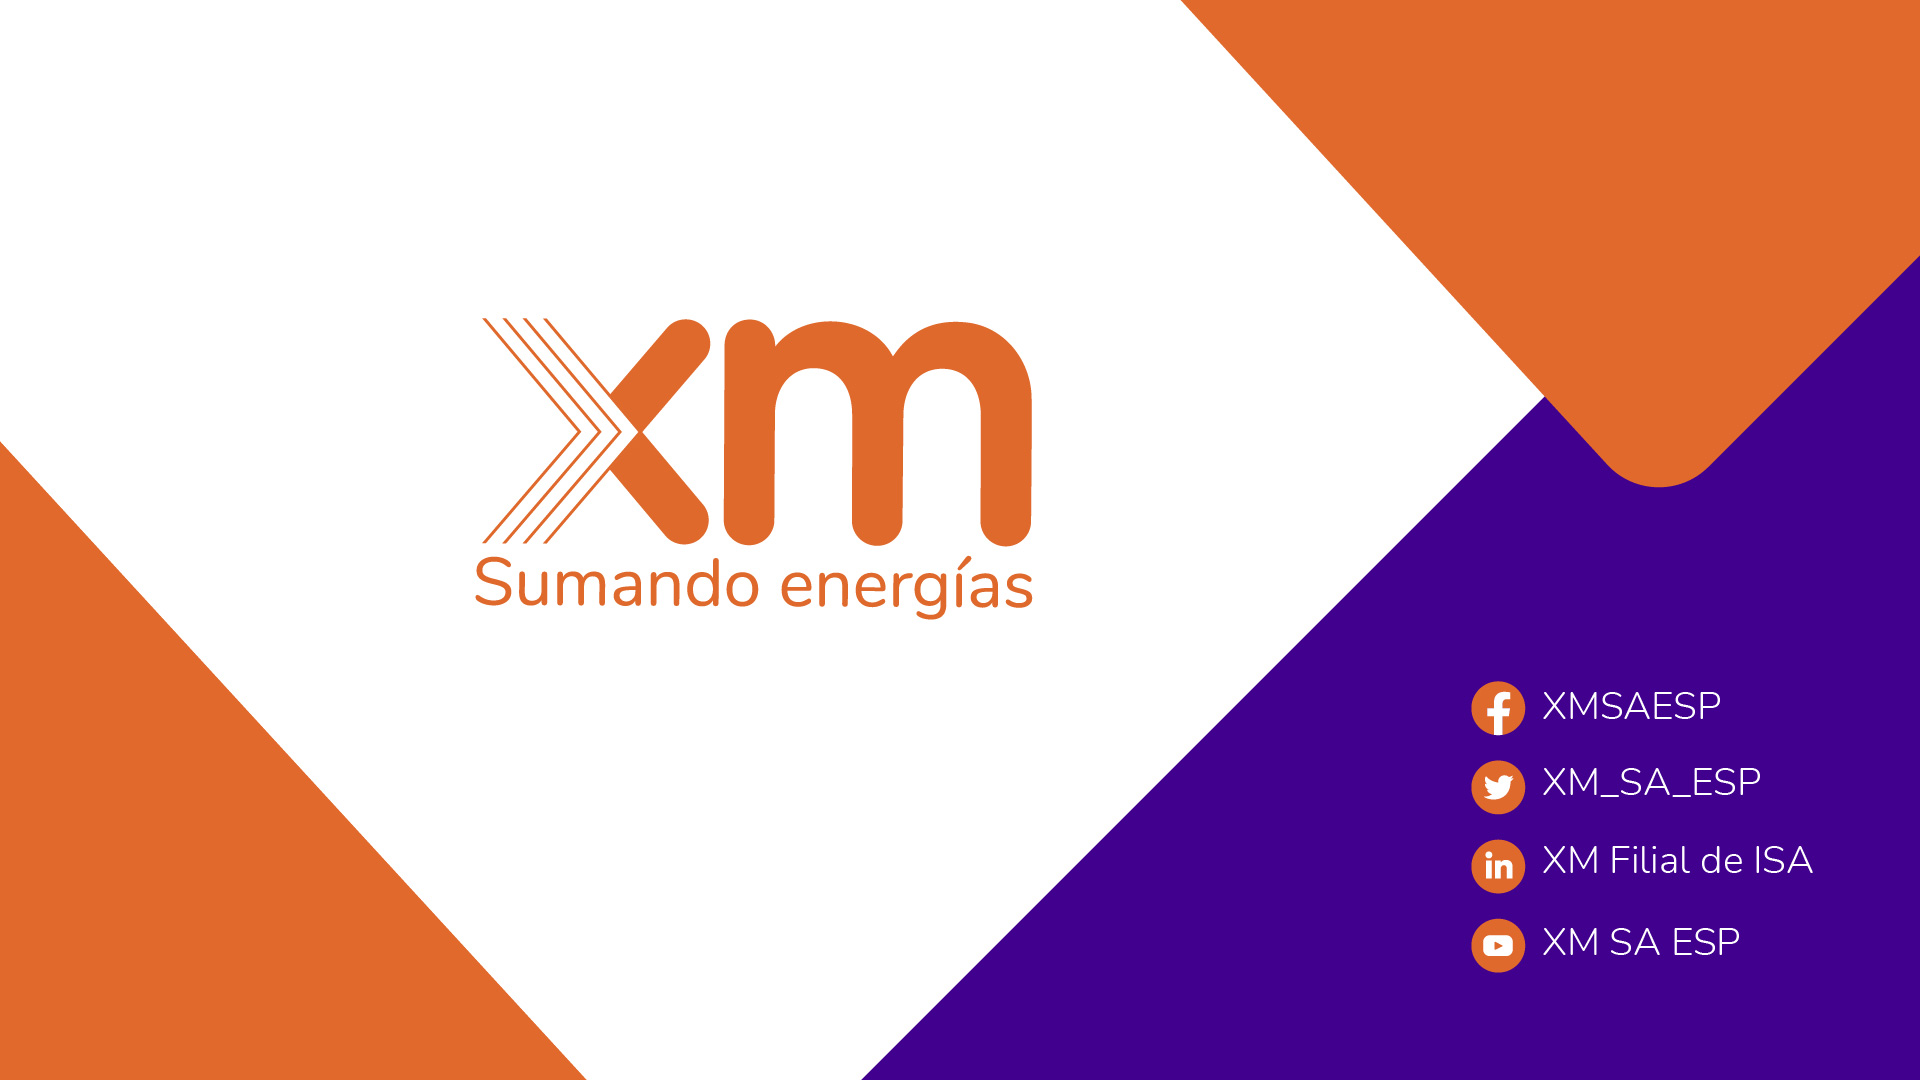 xm
Sumando energías
XMSAESP
XM_SA_ESP
XM Filial de ISA
XM SA ESP